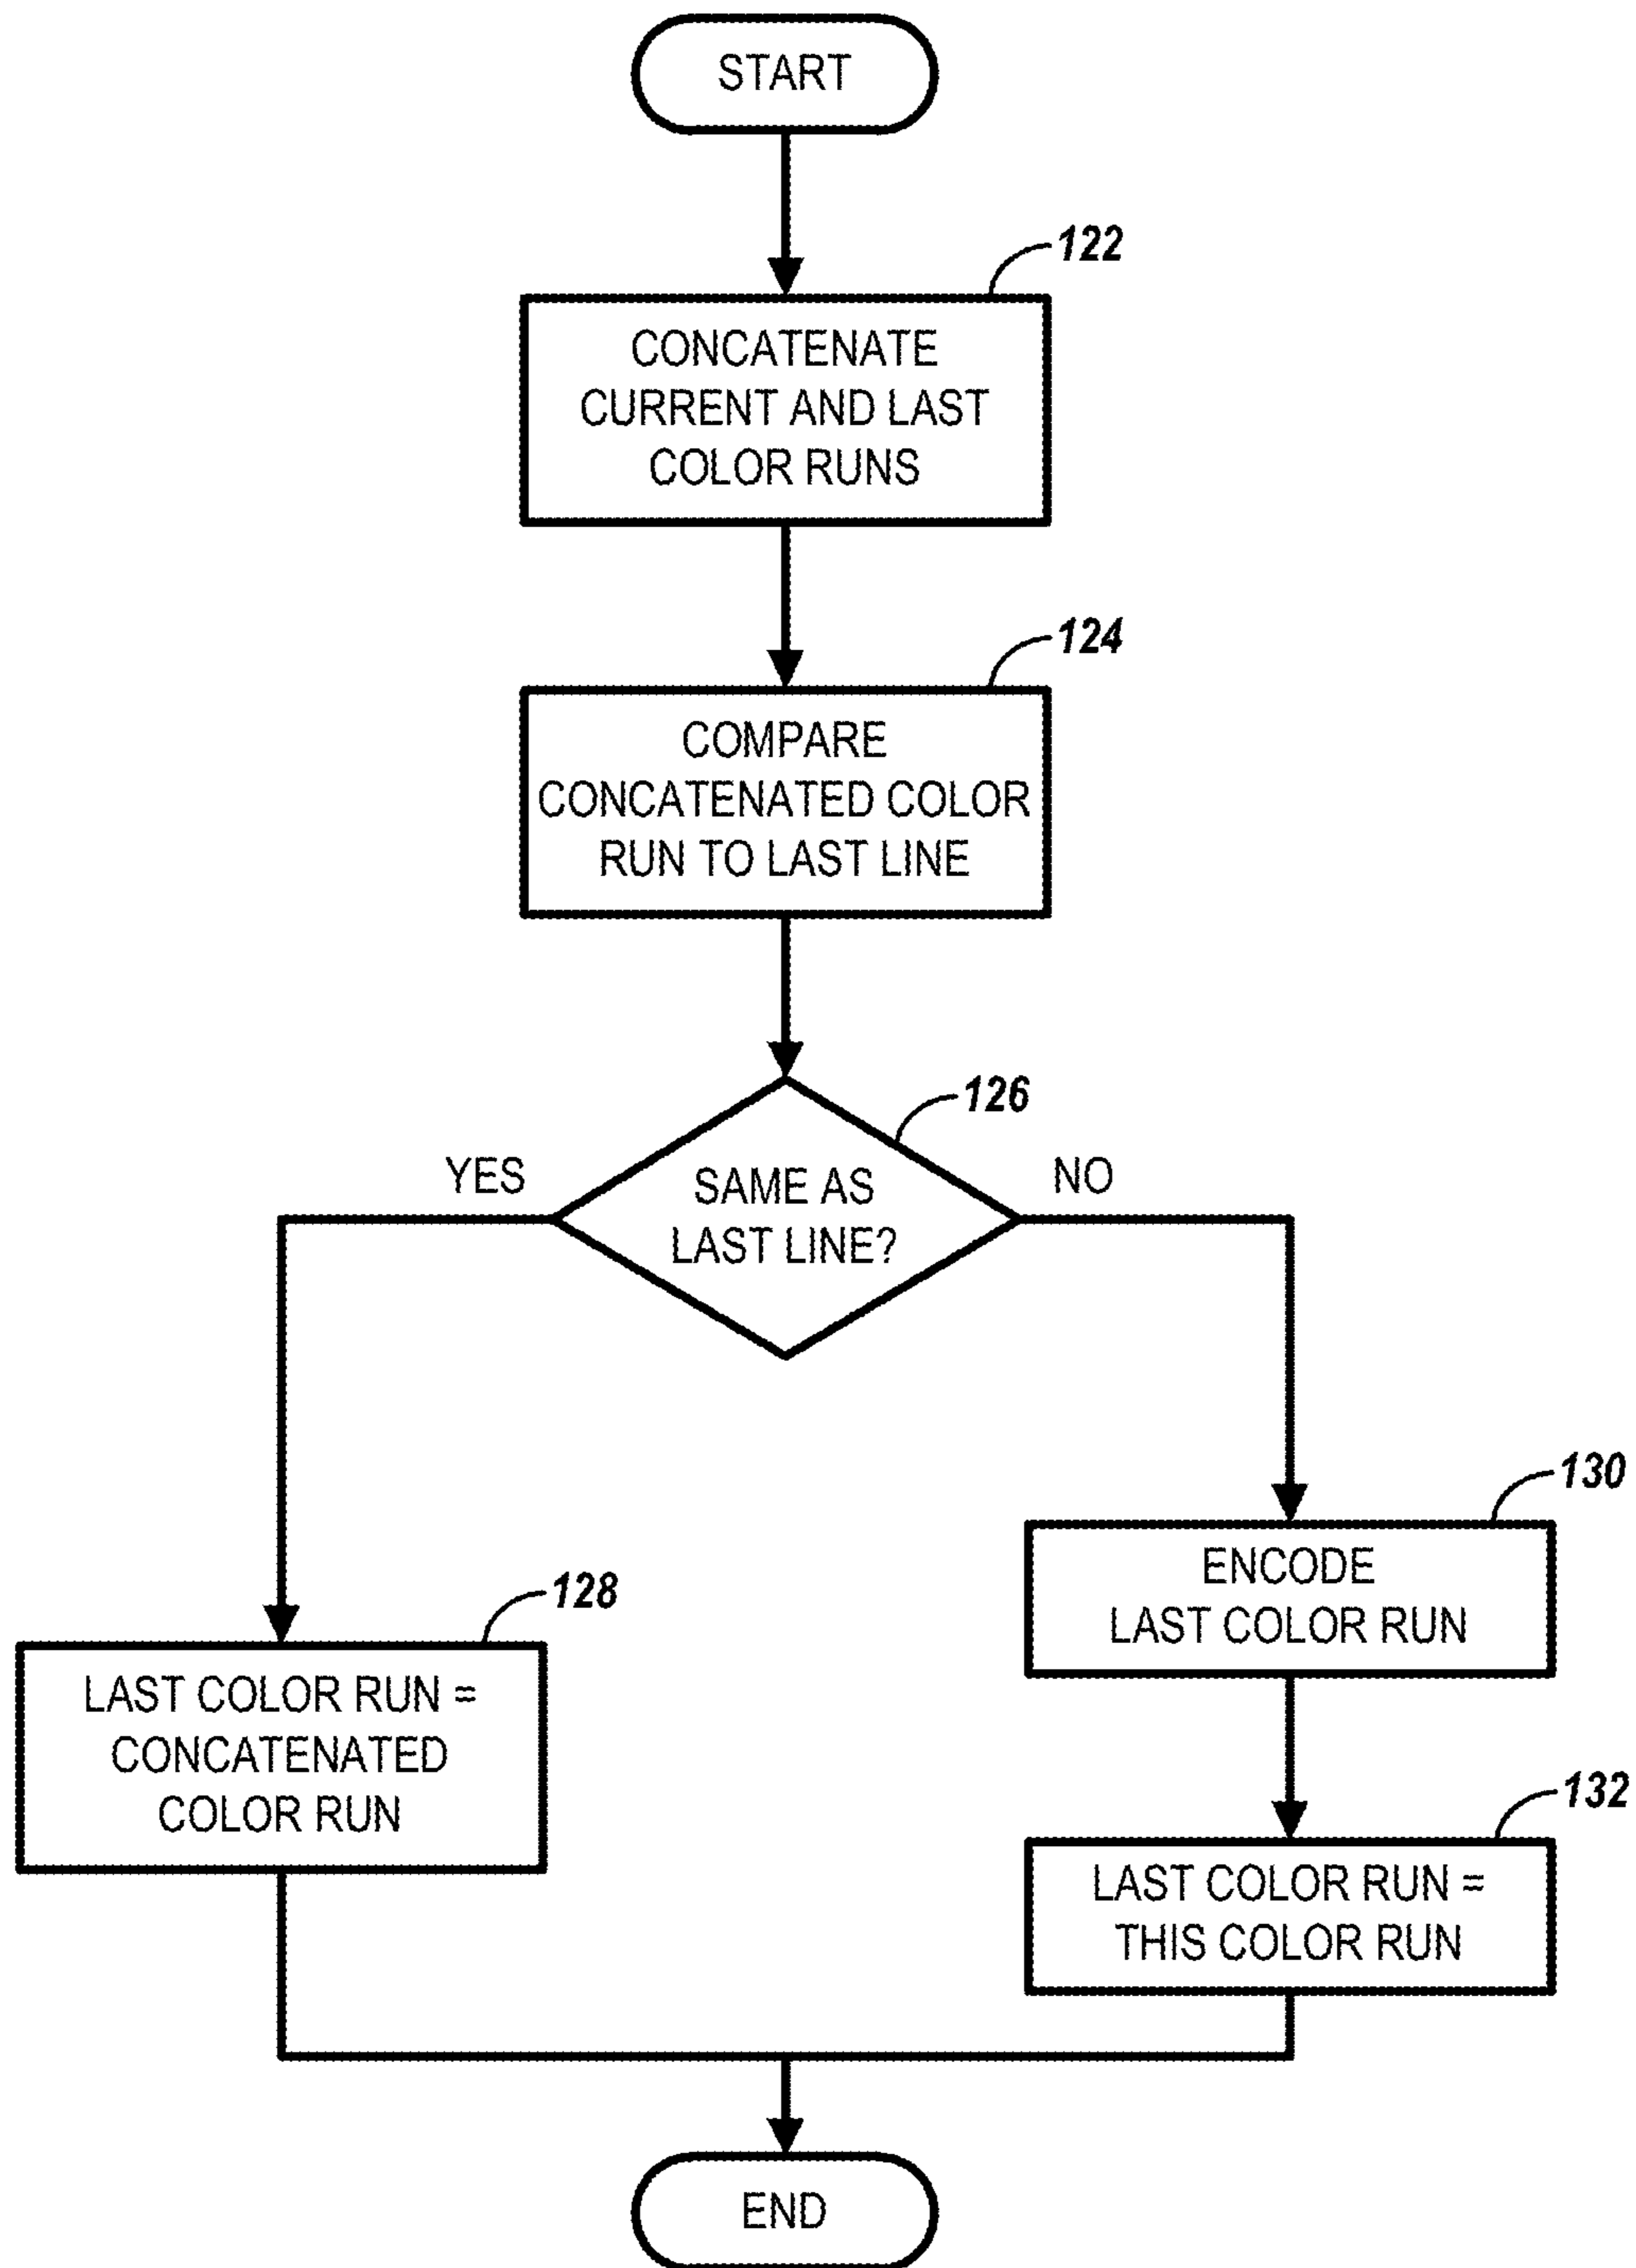 START
122
CONCATENATE
CURRENT AND LAST
COLOR RUNS
124
COMPARE
CONCATENATED COLOR
RUN TO LAST LINE
126
YES
SAME AS
LAST LINE?
NO
130
ENCODE
LAST COLOR RUN
128
LAST COLOR RUN =
CONCATENATED
COLOR RUN
132
LAST COLOR RUN =
THIS COLOR RUN
END